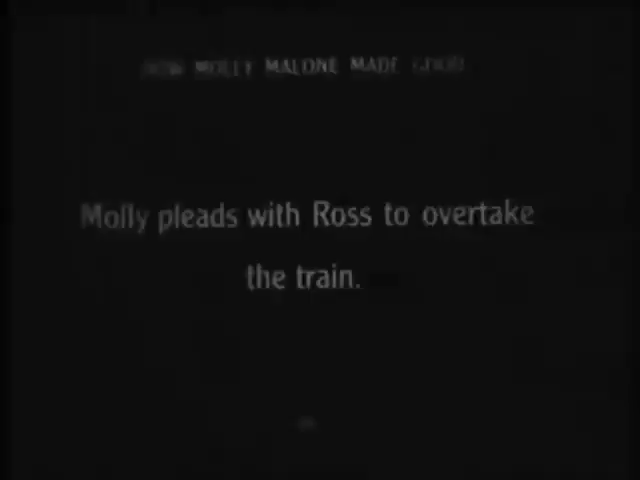 HOW MOLLY MALONE MADE GOOD
Molly pleads with Ross to overtake
the train.